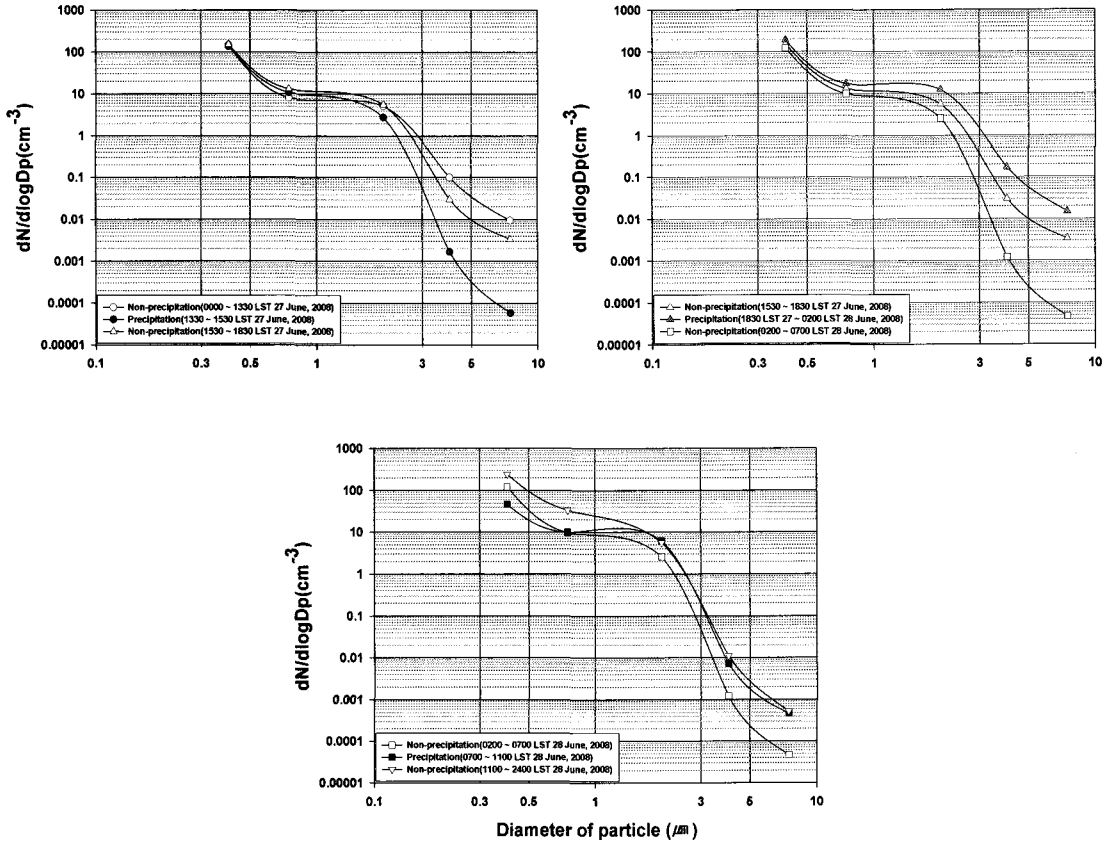 1000
100
10
1
0.1
0.01
0.001
0.0001
0.00001
dN/dlogDp(cm-3)
Non-precipitation(0000 ~ 1330 LST 27 June, 2008)
Precipitation(1330 ~ 1530 LST 27 June, 2008)
Non-precipitation(1530 ~ 1830 LST 27 June, 2008)
0.1 0.3 0.5 1 3 5 10
1000
100
10
1
0.1
0.01
0.001
0.0001
0.00001
dN/dlogDp(cm-3)
Non-precipitation(1530 ~ 1830 LST 27 June, 2008)
Precipitation(1830 LST 27 ~ 0200 LST 28 June, 2008)
Non-precipitation(0200 ~ 0700 LST 28 June, 2008)
0.1 0.3 0.5 1 3 5 10
1000
100
10
1
0.1
0.01
0.001
0.0001
0.00001
dN/dlogDp(cm-3)
Non-precipitation(0200 ~ 0700 LST 28 June, 2008)
Precipitation(0700 ~ 1100 LST 28 June, 2008)
Non-precipitation(1100 ~ 2400 LST 28 June, 2008)
0.1 0.3 0.5 1 3 5 10
Diameter of particle (㎛)